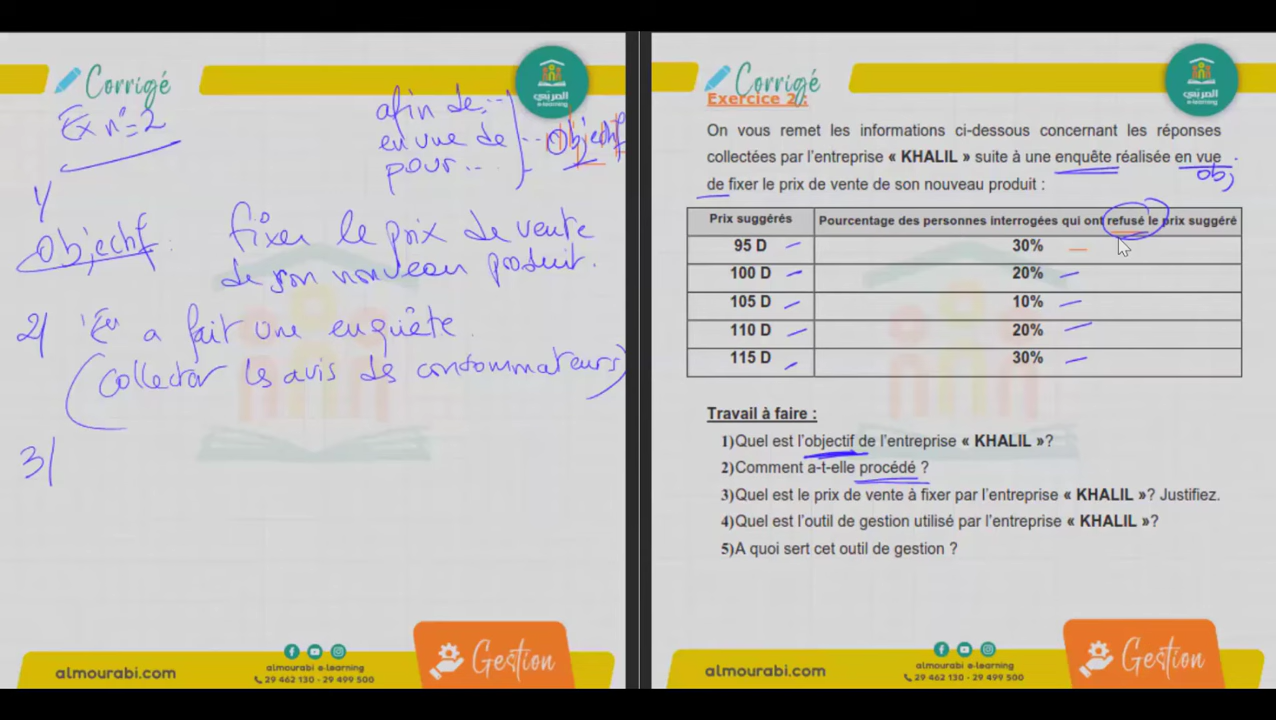 Corrigé
المربّي
e-learning
Ex n°=2
afin de...
en vue de
pour...
objectif
1/
Objectif : fixer le prix de vente
de son nouveau produit.
2/ a fait une enquête.
(collecter les avis des consommateurs)
3/
almourabi.com
almourabi e-learning
29 462 130 - 29 499 500
Gestion
Corrigé
المربّي
e-learning
Exercice 2 :
On vous remet les informations ci-dessous concernant les réponses
collectées par l'entreprise « KHALIL » suite à une enquête réalisée en vue
obj
de fixer le prix de vente de son nouveau produit :
Prix suggérés Pourcentage des personnes interrogées qui ont refusé le prix suggéré
95 D 30%
100 D 20%
105 D 10%
110 D 20%
115 D 30%
Travail à faire :
1)Quel est l'objectif de l'entreprise « KHALIL »?
2)Comment a-t-elle procédé ?
3)Quel est le prix de vente à fixer par l'entreprise « KHALIL »? Justifiez.
4)Quel est l'outil de gestion utilisé par l'entreprise « KHALIL »?
5)A quoi sert cet outil de gestion ?
almourabi.com
almourabi e-learning
29 462 130 - 29 499 500
Gestion